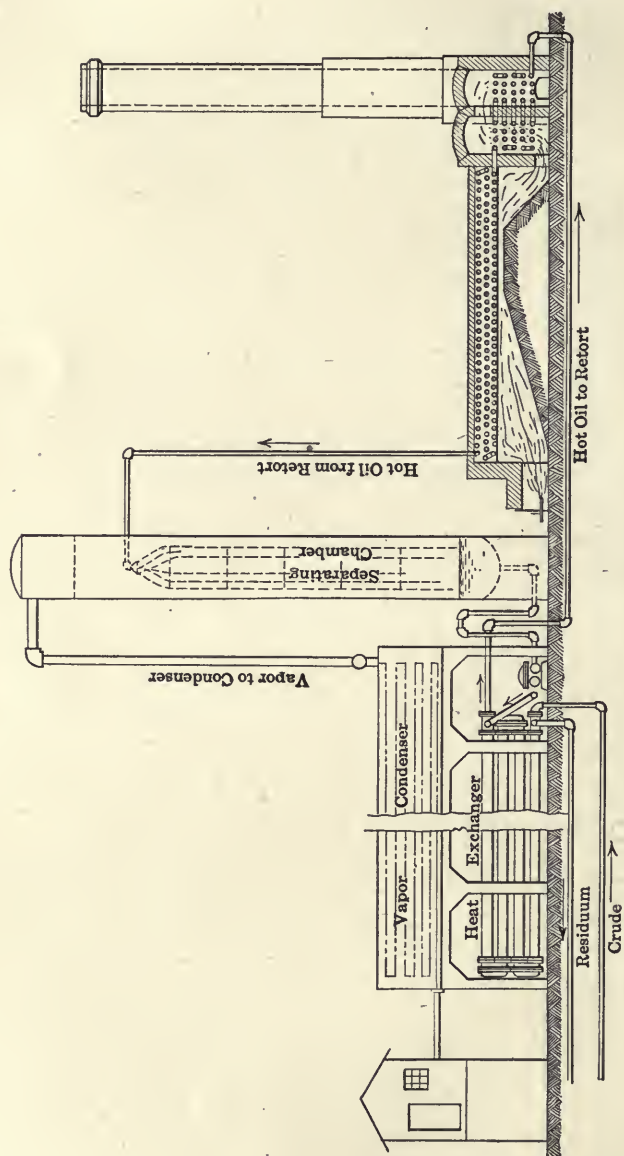 Hot Oil from Retort
Separating
Chamber
Vapor to Condenser
Vapor Condenser
Heat Exchanger
Hot Oil to Retort
Residuum
Crude